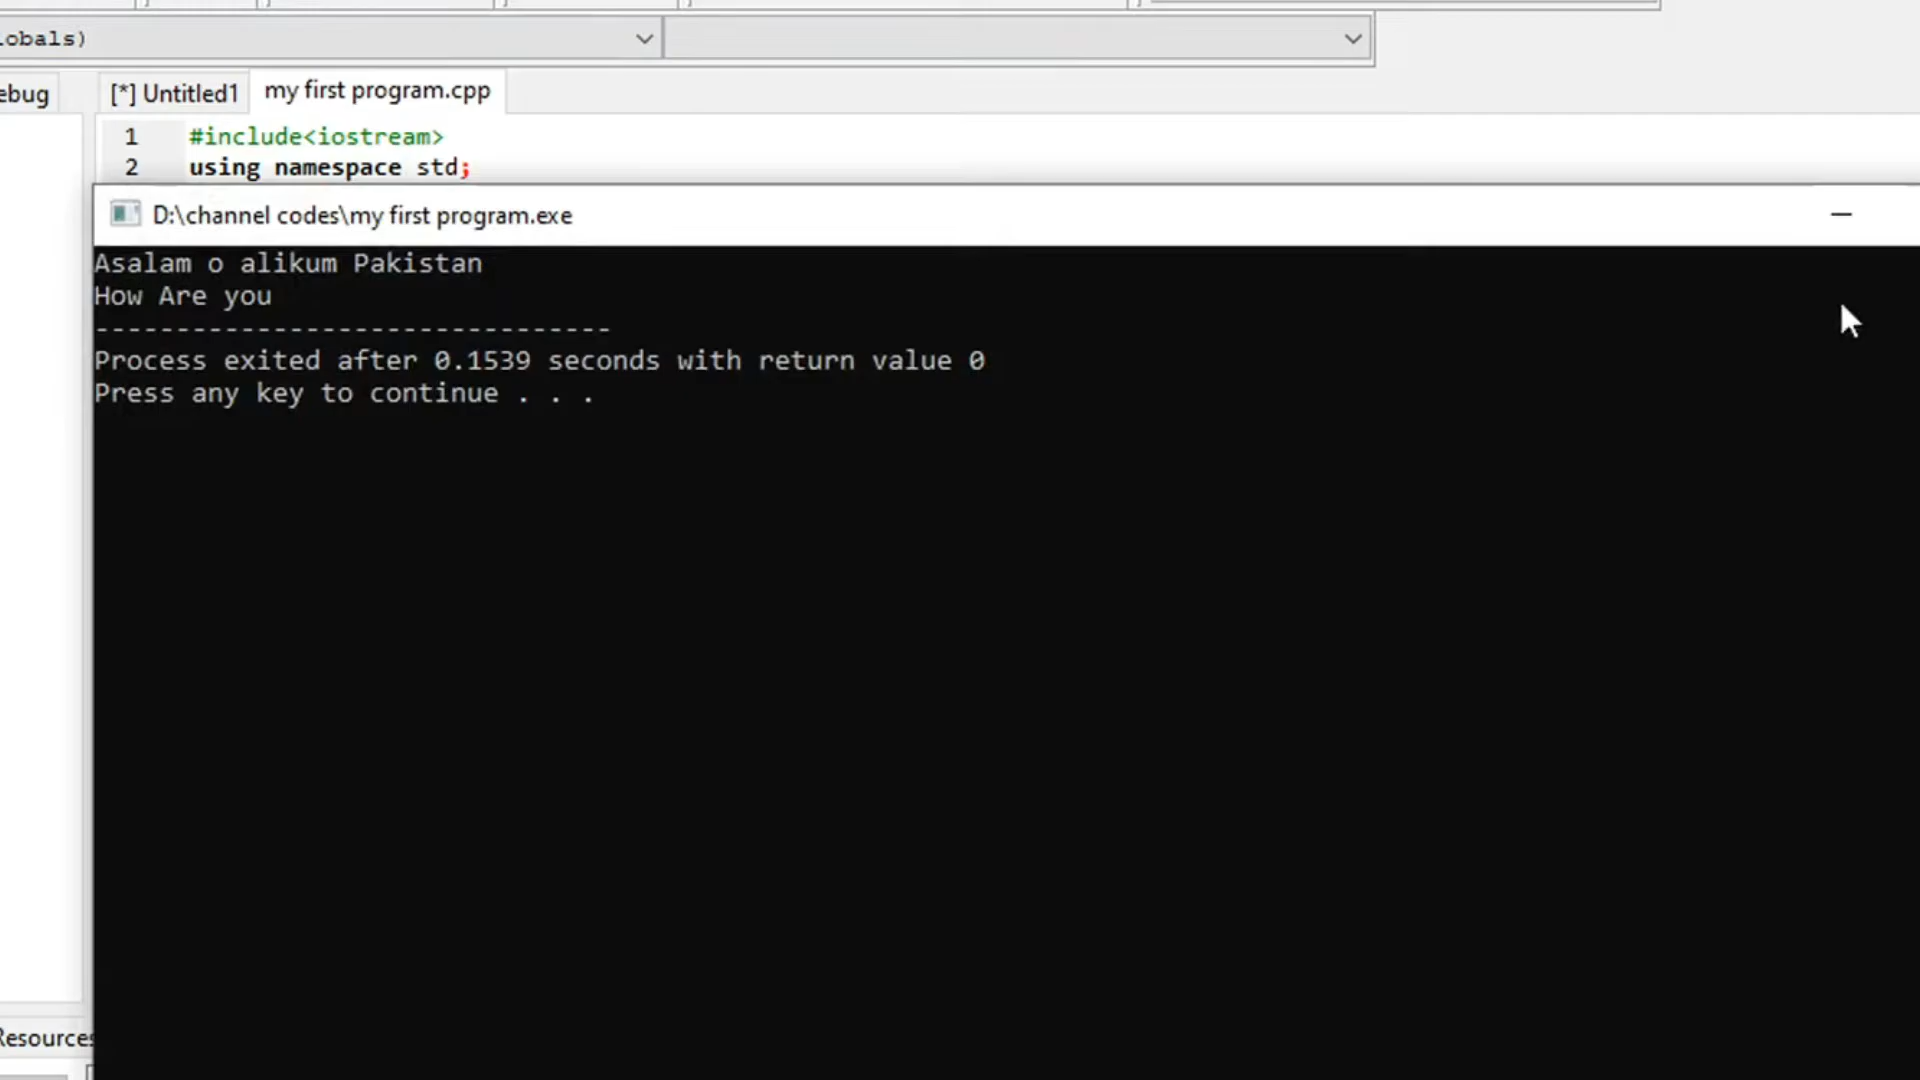 lobals)
ebug
[*] Untitled1
my first program.cpp
1 #include<iostream>
2 using namespace std;
D:\channel codes\my first program.exe
Asalam o alikum Pakistan
How Are you
--------------------------------
Process exited after 0.1539 seconds with return value 0
Press any key to continue . . .
Resources